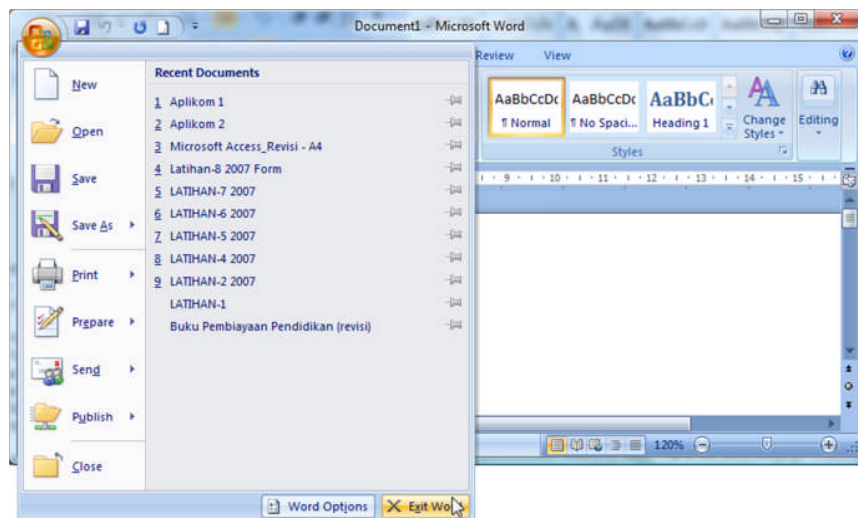 Document1 - Microsoft Word
Review View
New
Open
Save
Save As
Print
Prepare
Send
Publish
Close
Recent Documents
1 Aplikom 1
2 Aplikom 2
3 Microsoft Access_Revisi - A4
4 Latihan-8 2007 Form
5 LATIHAN-7 2007
6 LATIHAN-6 2007
7 LATIHAN-5 2007
8 LATIHAN-4 2007
9 LATIHAN-2 2007
LATIHAN-1
Buku Pembiayaan Pendidikan (revisi)
AaBbCcDc AaBbCcDc AaBbC
¶ Normal ¶ No Spaci... Heading 1
Change
Styles
Editing
Styles
9 10 11 12 13 14 15
120%
Word Options Exit Wo